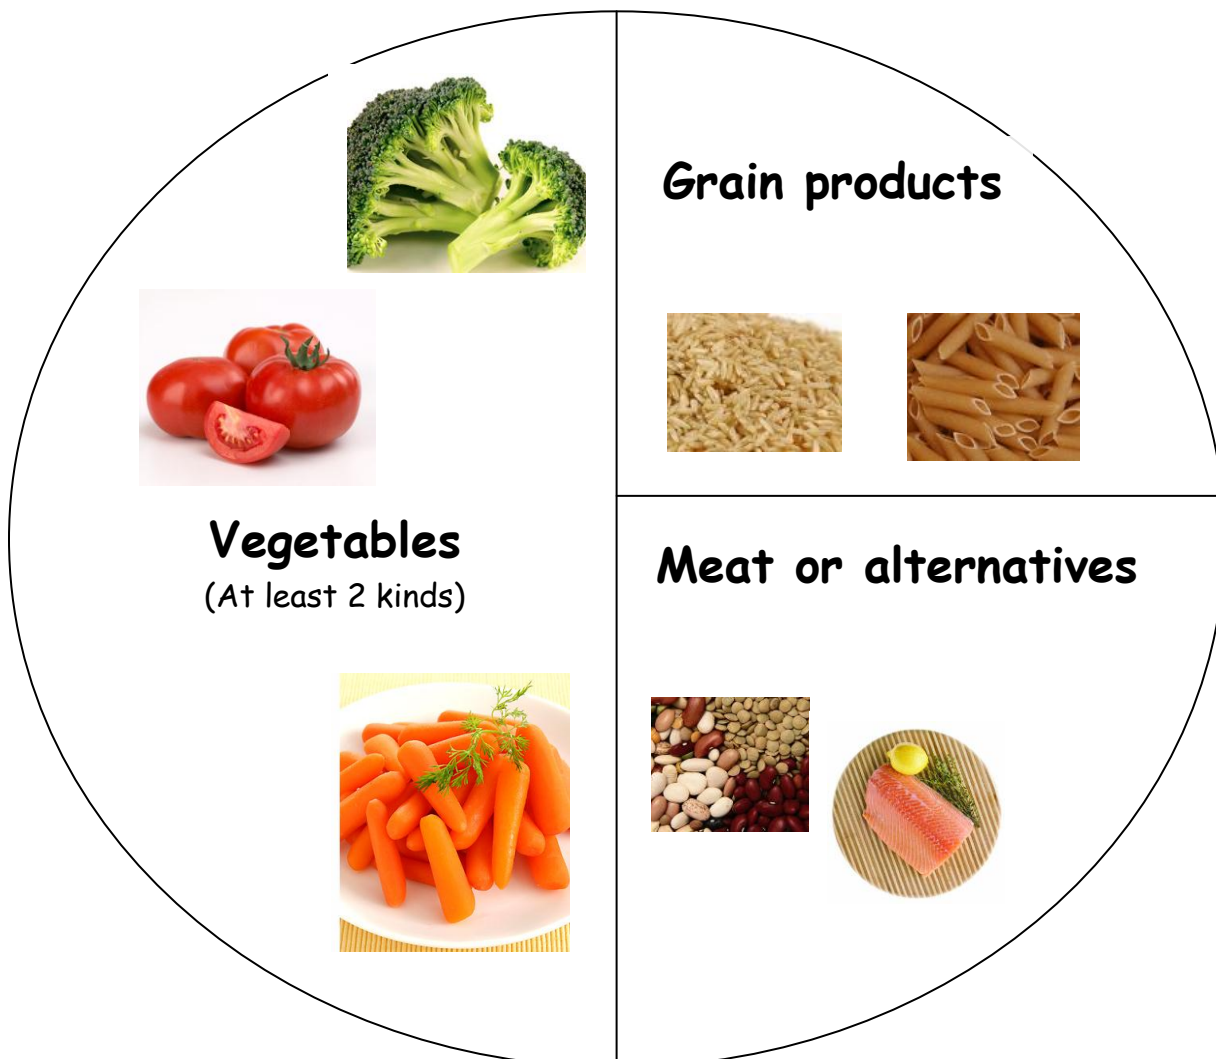 Grain products
Vegetables
(At least 2 kinds)
Meat or alternatives